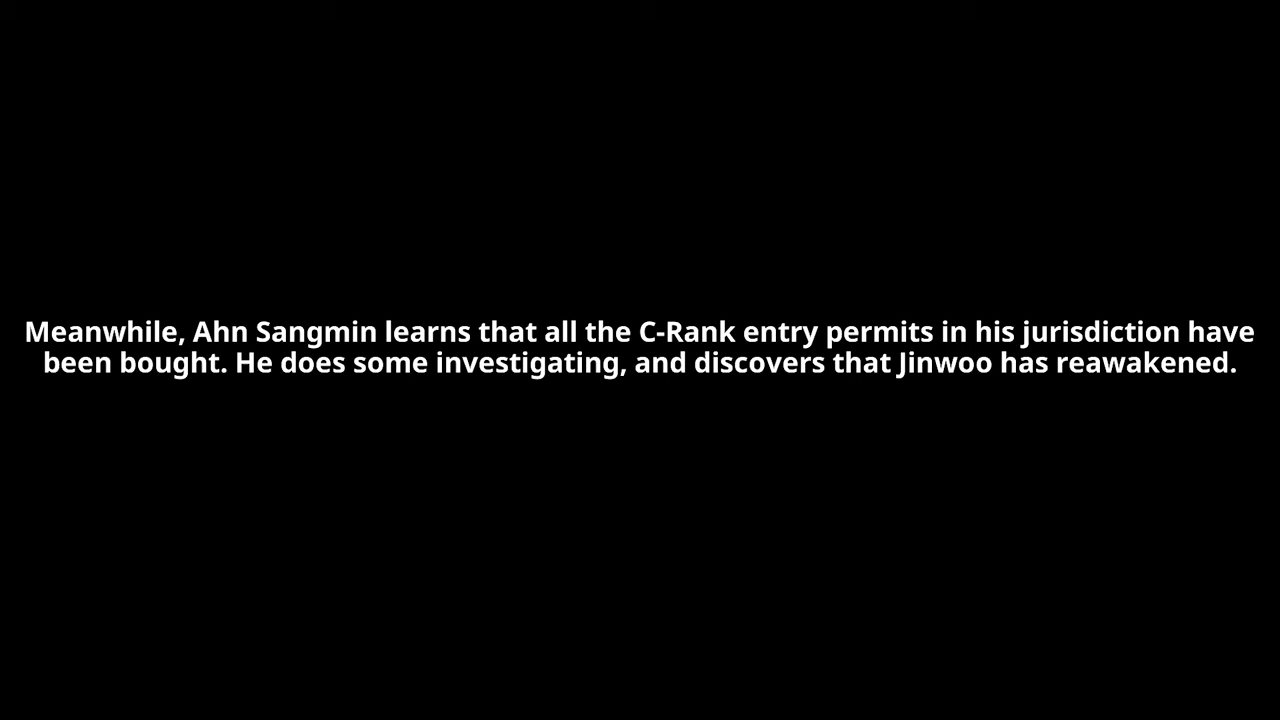 Meanwhile, Ahn Sangmin learns that all the C-Rank entry permits in his jurisdiction have
been bought. He does some investigating, and discovers that Jinwoo has reawakened.